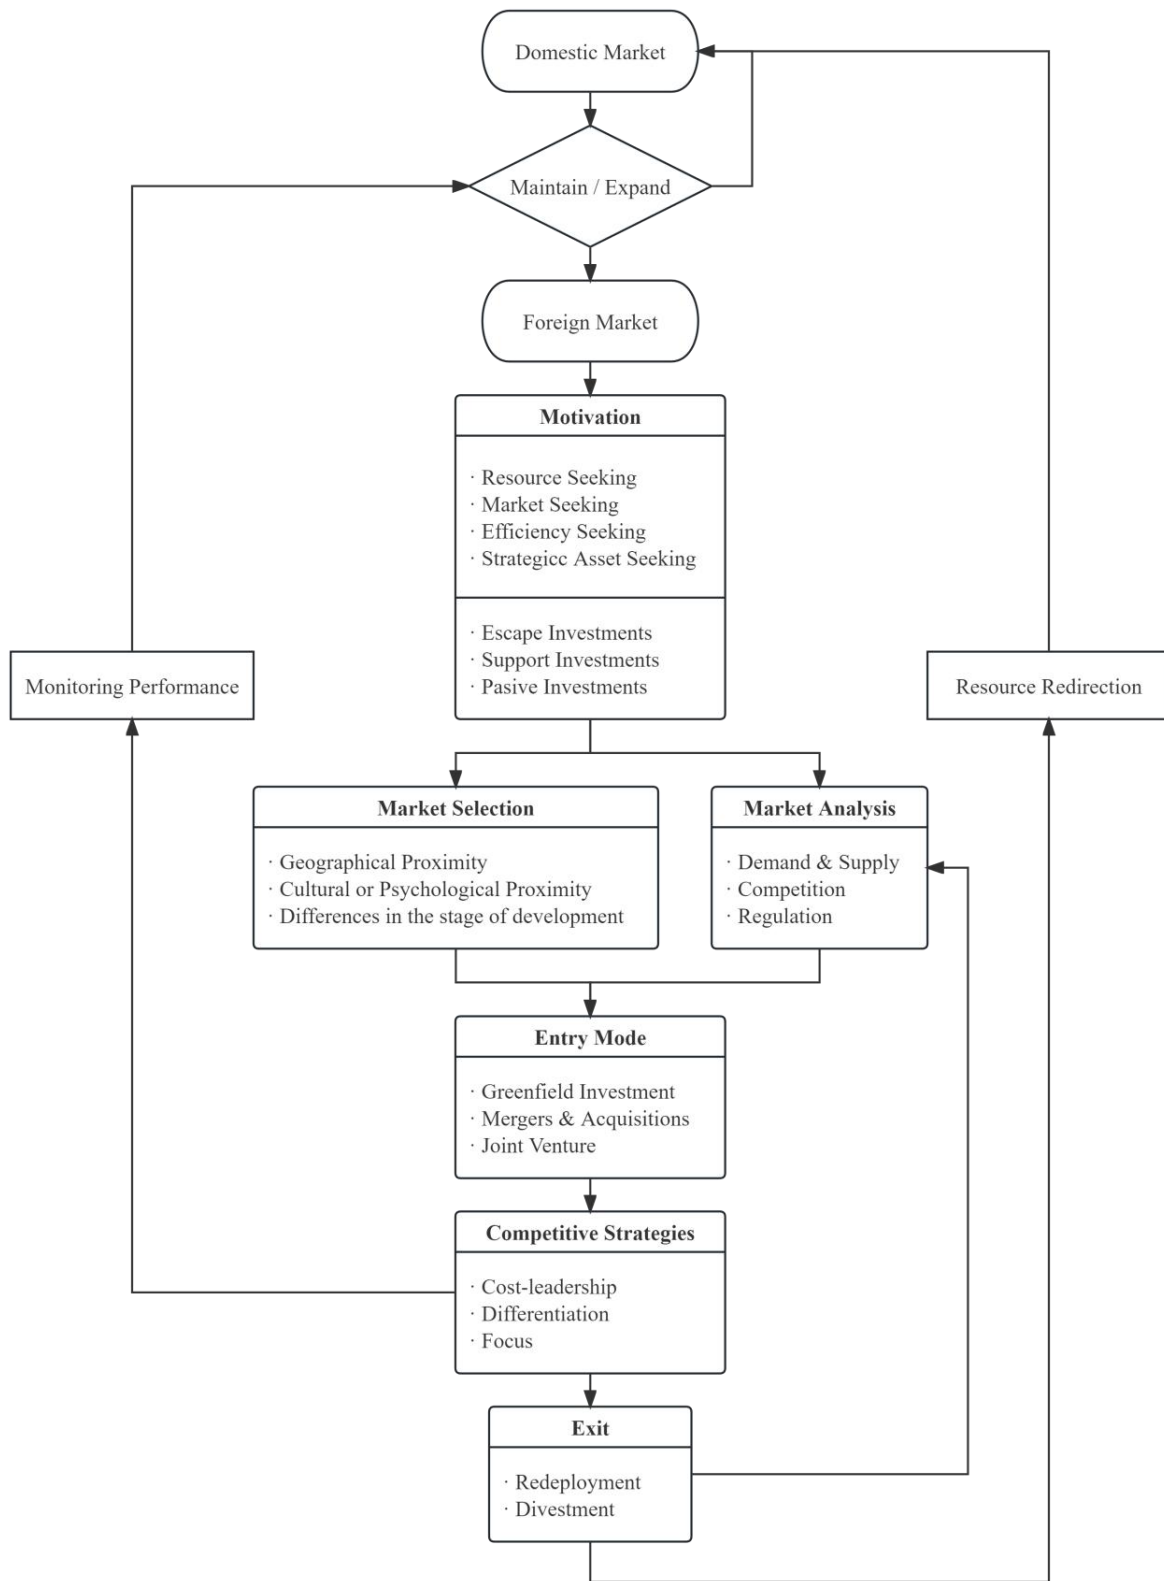 Domestic Market
Maintain / Expand
Foreign Market
Motivation
· Resource Seeking
· Market Seeking
· Efficiency Seeking
· Strategicc Asset Seeking
· Escape Investments
· Support Investments
· Pasive Investments
Monitoring Performance
Resource Redirection
Market Selection
· Geographical Proximity
· Cultural or Psychological Proximity
· Differences in the stage of development
Market Analysis
· Demand & Supply
· Competition
· Regulation
Entry Mode
· Greenfield Investment
· Mergers & Acquisitions
· Joint Venture
Competitive Strategies
· Cost-leadership
· Differentiation
· Focus
Exit
· Redeployment
· Divestment